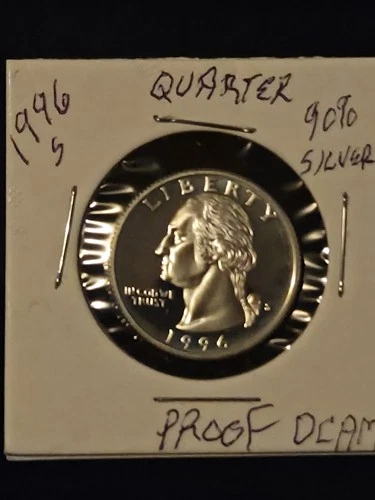 1996
S
QUARTER
90%
SILVER
LIBERTY
IN GOD WE
TRUST
S
1996
PROOF DCAM